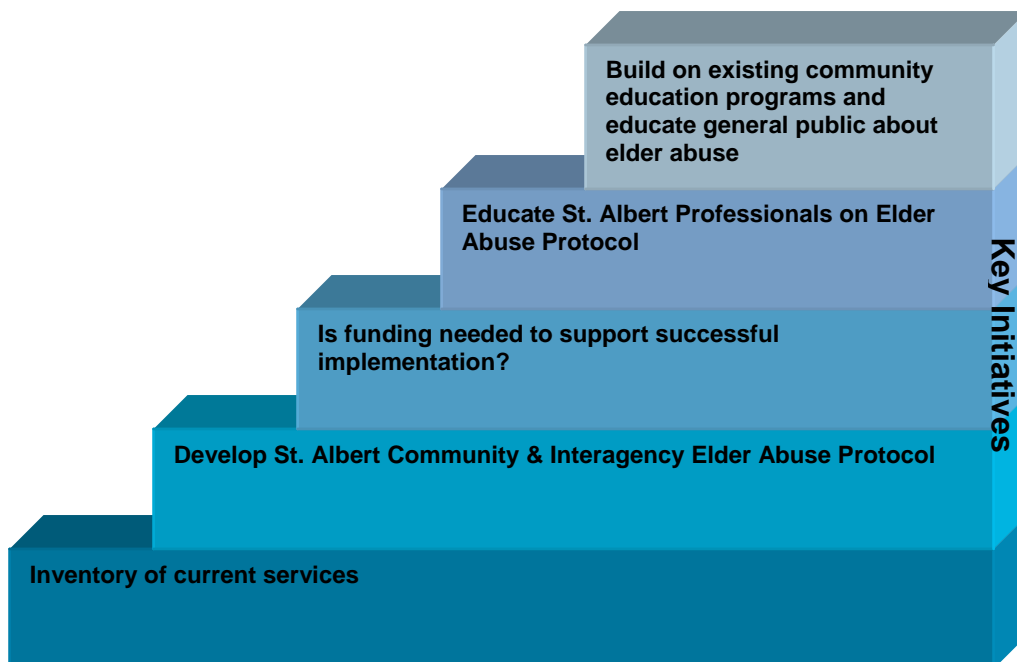 Build on existing community
education programs and
educate general public about
elder abuse
Educate St. Albert Professionals on Elder
Abuse Protocol
Is funding needed to support successful
implementation?
Develop St. Albert Community & Interagency Elder Abuse Protocol
Inventory of current services
Key Initiatives